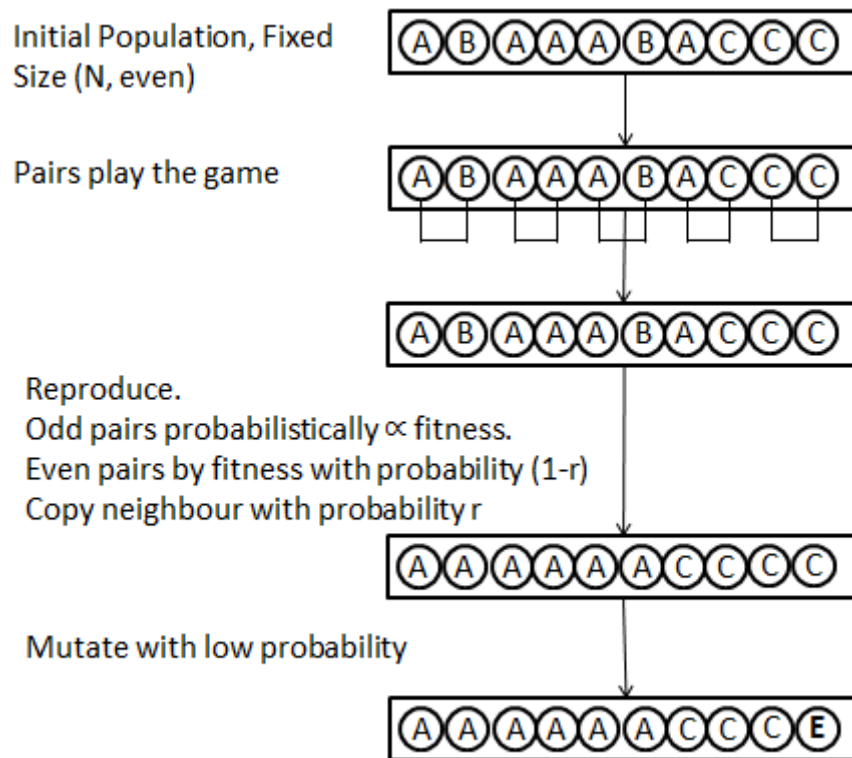 Initial Population, Fixed
Size (N, even)
A B A A A B A C C C
Pairs play the game
A B A A A B A C C C
A B A A A B A C C C
Reproduce.
Odd pairs probabilistically ∝ fitness.
Even pairs by fitness with probability (1-r)
Copy neighbour with probability r
A A A A A A C C C C
Mutate with low probability
A A A A A A C C C E